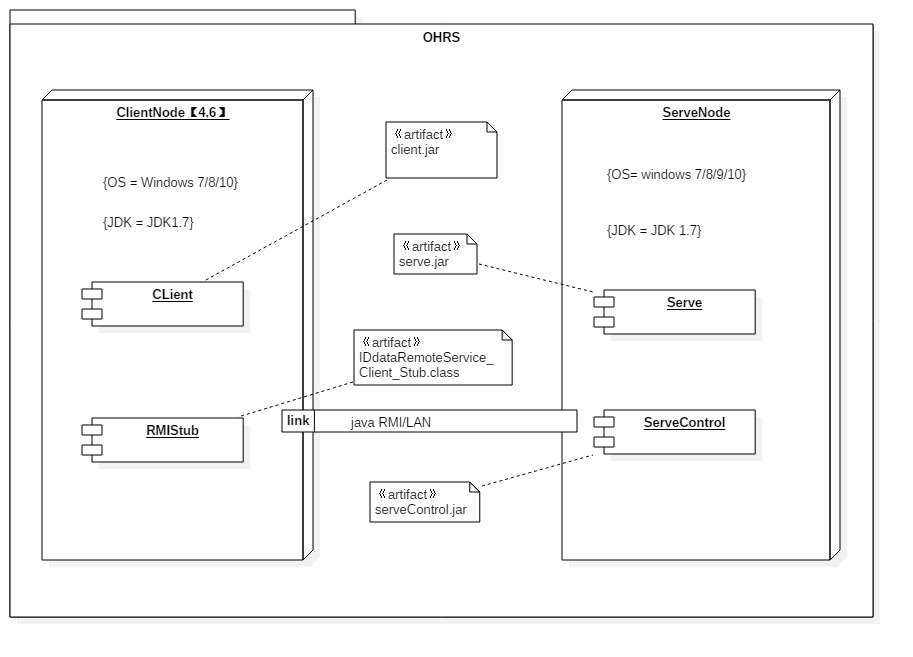 OHRS
ClientNode【4.6】
{OS = Windows 7/8/10}
{JDK = JDK1.7}
CLient
RMIStub
《artifact》
client.jar
《artifact》
serve.jar
《artifact》
IDdataRemoteService_
Client_Stub.class
link
java RMI/LAN
《artifact》
serveControl.jar
ServeNode
{OS= windows 7/8/9/10}
{JDK = JDK 1.7}
Serve
ServeControl